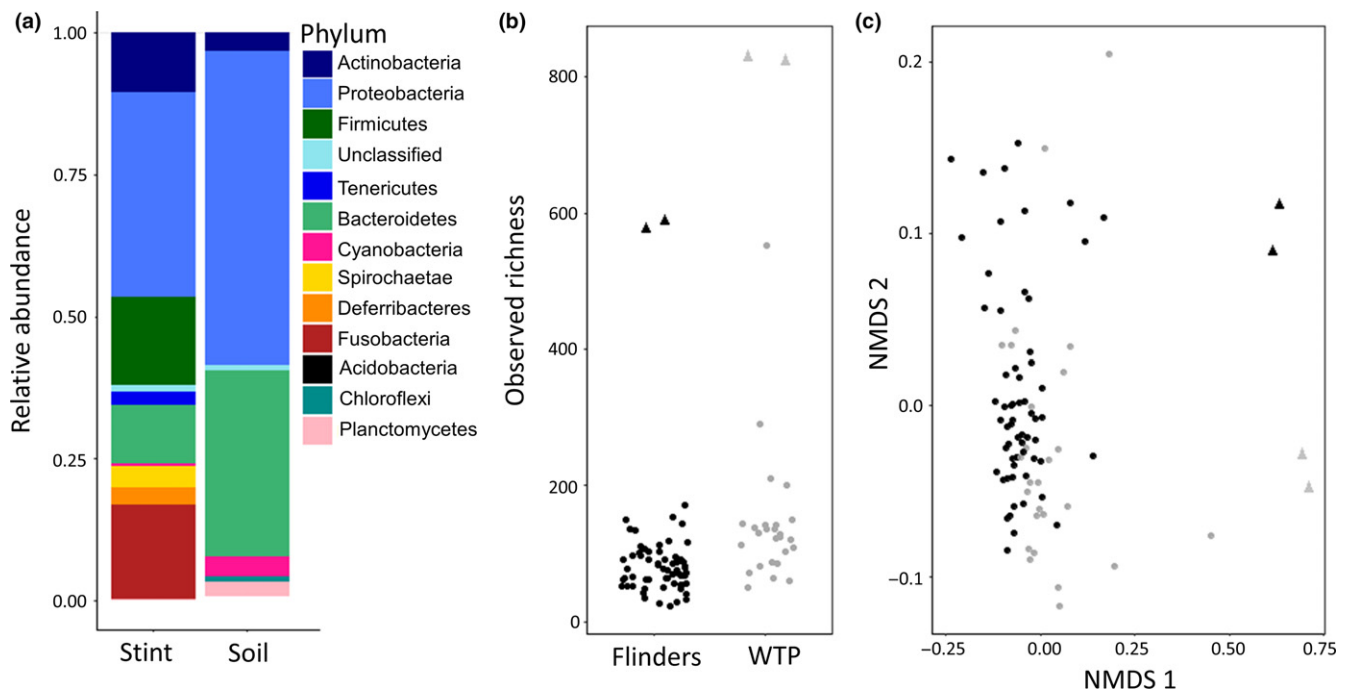 (a)
Relative abundance
1.00
0.75
0.50
0.25
0.00
Stint
Soil
Phylum
Actinobacteria
Proteobacteria
Firmicutes
Unclassified
Tenericutes
Bacteroidetes
Cyanobacteria
Spirochaetae
Deferribacteres
Fusobacteria
Acidobacteria
Chloroflexi
Planctomycetes
(b)
Observed richness
800
600
400
200
0
Flinders
WTP
(c)
NMDS 2
0.2
0.1
0.0
−0.1
−0.25
0.00
0.25
0.50
0.75
NMDS 1